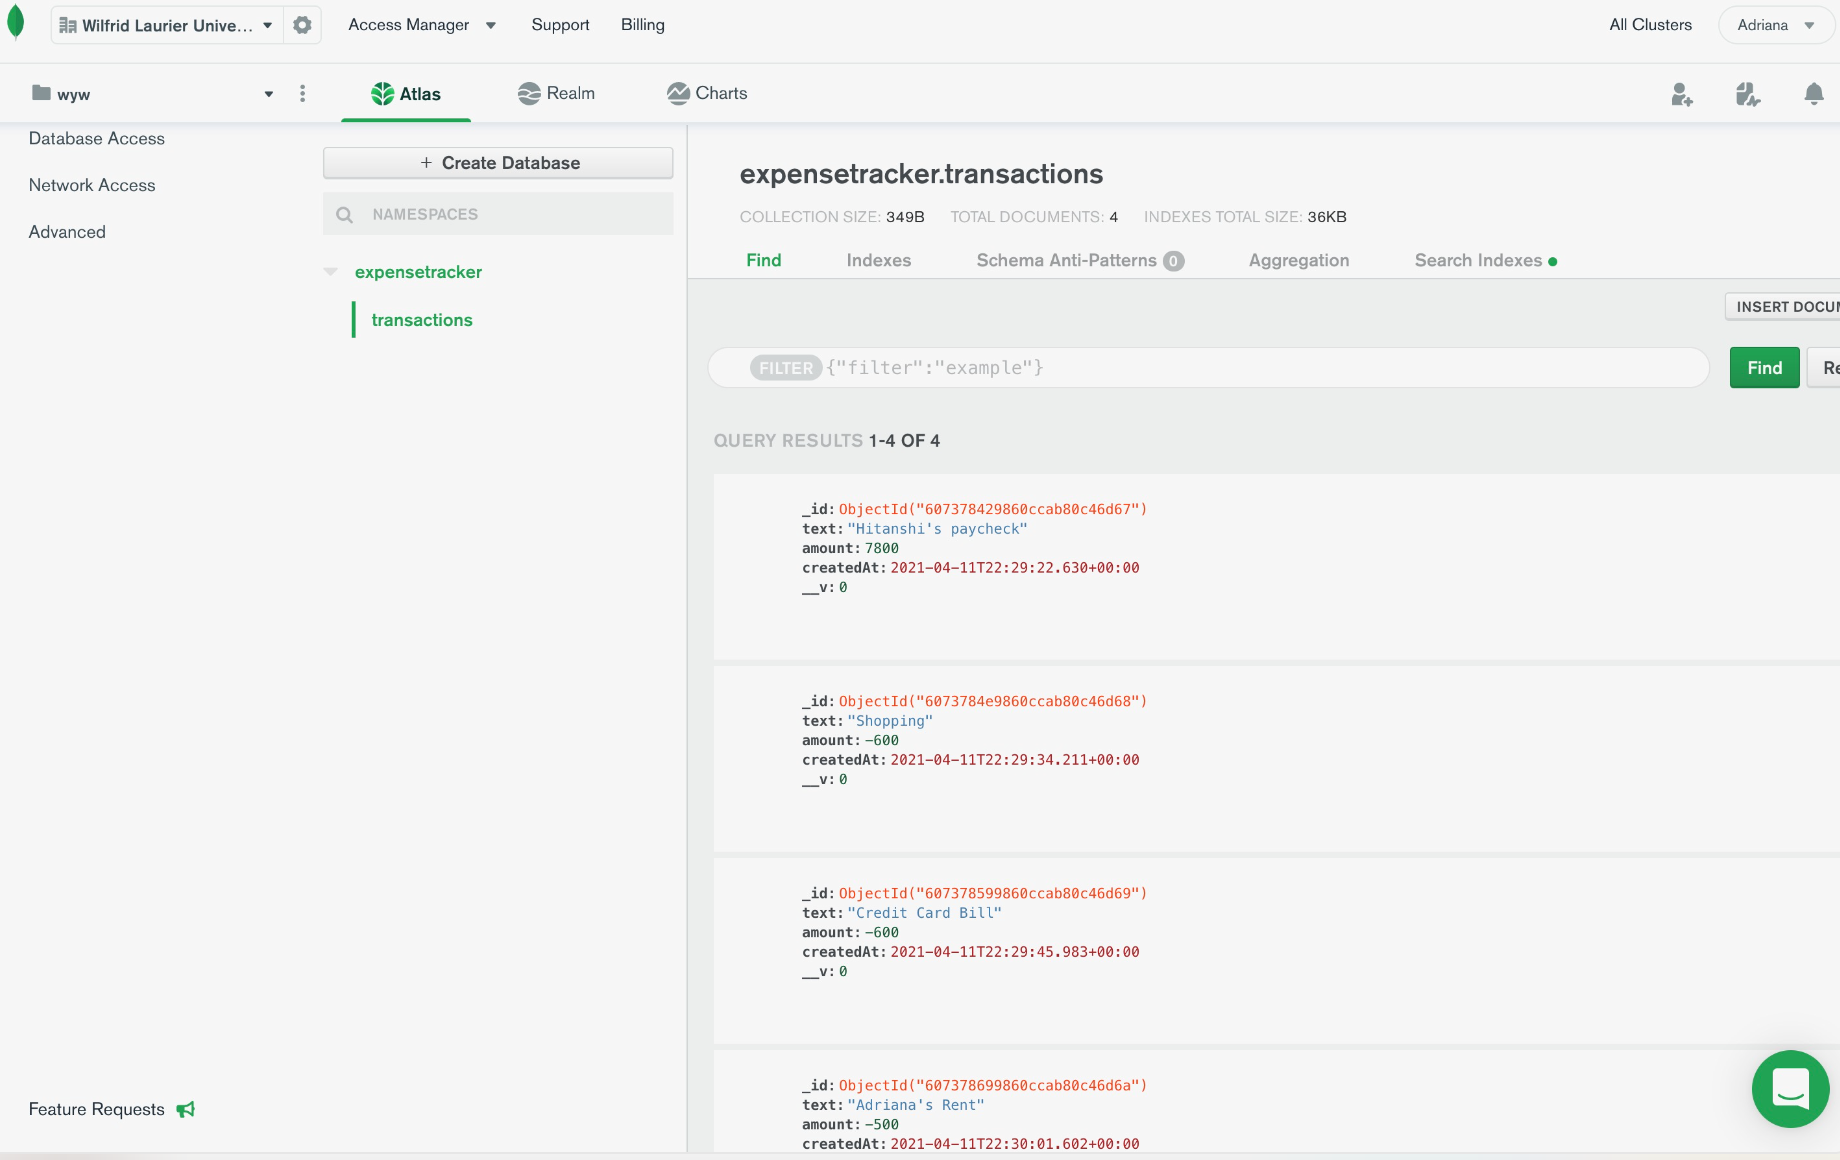 Wilfrid Laurier Unive... Access Manager Support Billing All Clusters Adriana
wyw Atlas Realm Charts
Database Access
Network Access
Advanced
+ Create Database
NAMESPACES
expensetracker
transactions
expensetracker.transactions
COLLECTION SIZE: 349B TOTAL DOCUMENTS: 4 INDEXES TOTAL SIZE: 36KB
Find Indexes Schema Anti-Patterns 0 Aggregation Search Indexes
INSERT DOCUM
FILTER {"filter":"example"} Find Re
QUERY RESULTS 1-4 OF 4
_id: ObjectId("607378429860ccab80c46d67")
text: "Hitanshi's paycheck"
amount: 7800
createdAt: 2021-04-11T22:29:22.630+00:00
__v: 0
_id: ObjectId("6073784e9860ccab80c46d68")
text: "Shopping"
amount: -600
createdAt: 2021-04-11T22:29:34.211+00:00
__v: 0
_id: ObjectId("607378599860ccab80c46d69")
text: "Credit Card Bill"
amount: -600
createdAt: 2021-04-11T22:29:45.983+00:00
__v: 0
_id: ObjectId("607378699860ccab80c46d6a")
text: "Adriana's Rent"
amount: -500
createdAt: 2021-04-11T22:30:01.602+00:00
Feature Requests